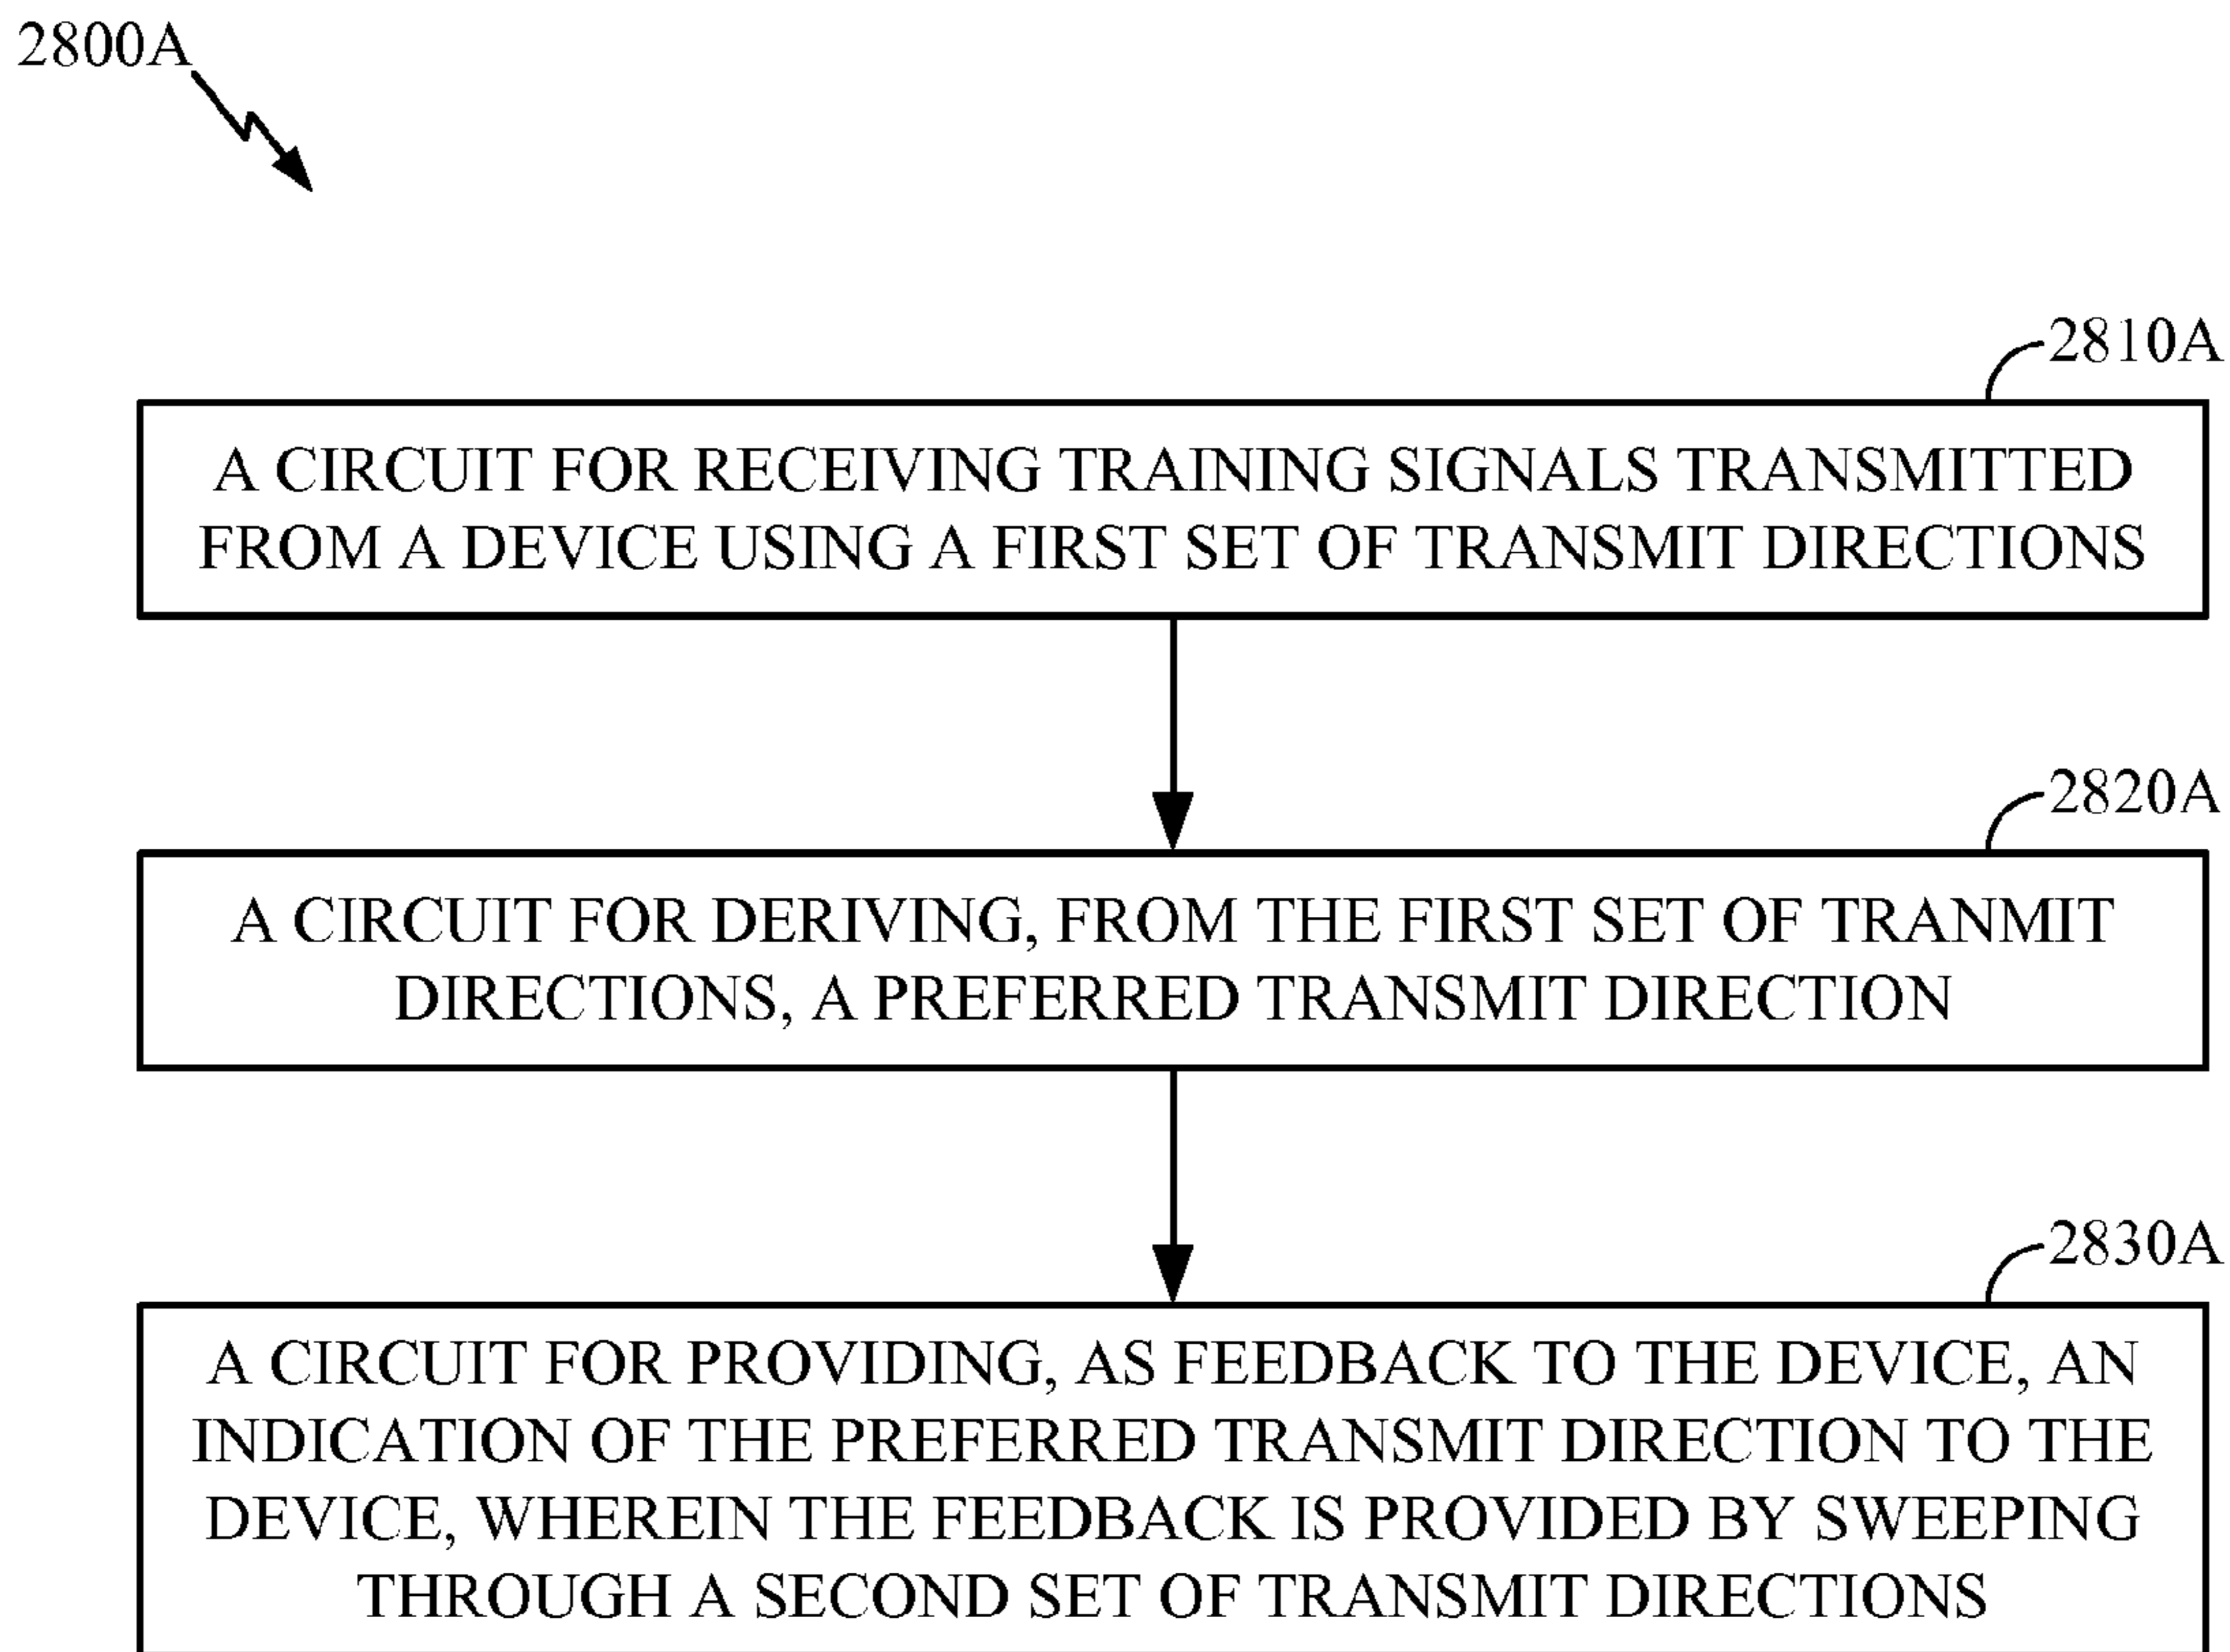 2800A
2810A
A CIRCUIT FOR RECEIVING TRAINING SIGNALS TRANSMITTED
FROM A DEVICE USING A FIRST SET OF TRANSMIT DIRECTIONS
2820A
A CIRCUIT FOR DERIVING, FROM THE FIRST SET OF TRANMIT
DIRECTIONS, A PREFERRED TRANSMIT DIRECTION
2830A
A CIRCUIT FOR PROVIDING, AS FEEDBACK TO THE DEVICE, AN
INDICATION OF THE PREFERRED TRANSMIT DIRECTION TO THE
DEVICE, WHEREIN THE FEEDBACK IS PROVIDED BY SWEEPING
THROUGH A SECOND SET OF TRANSMIT DIRECTIONS